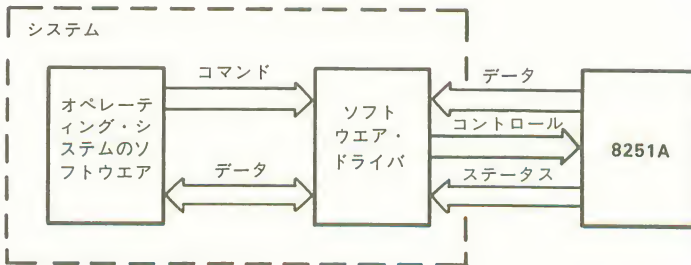 システム
オペレーテ
ィング・シ
ステムのソ
フトウエア
コマンド
データ
ソフト
ウエア・
ドライバ
データ
コントロール
ステータス
8251A